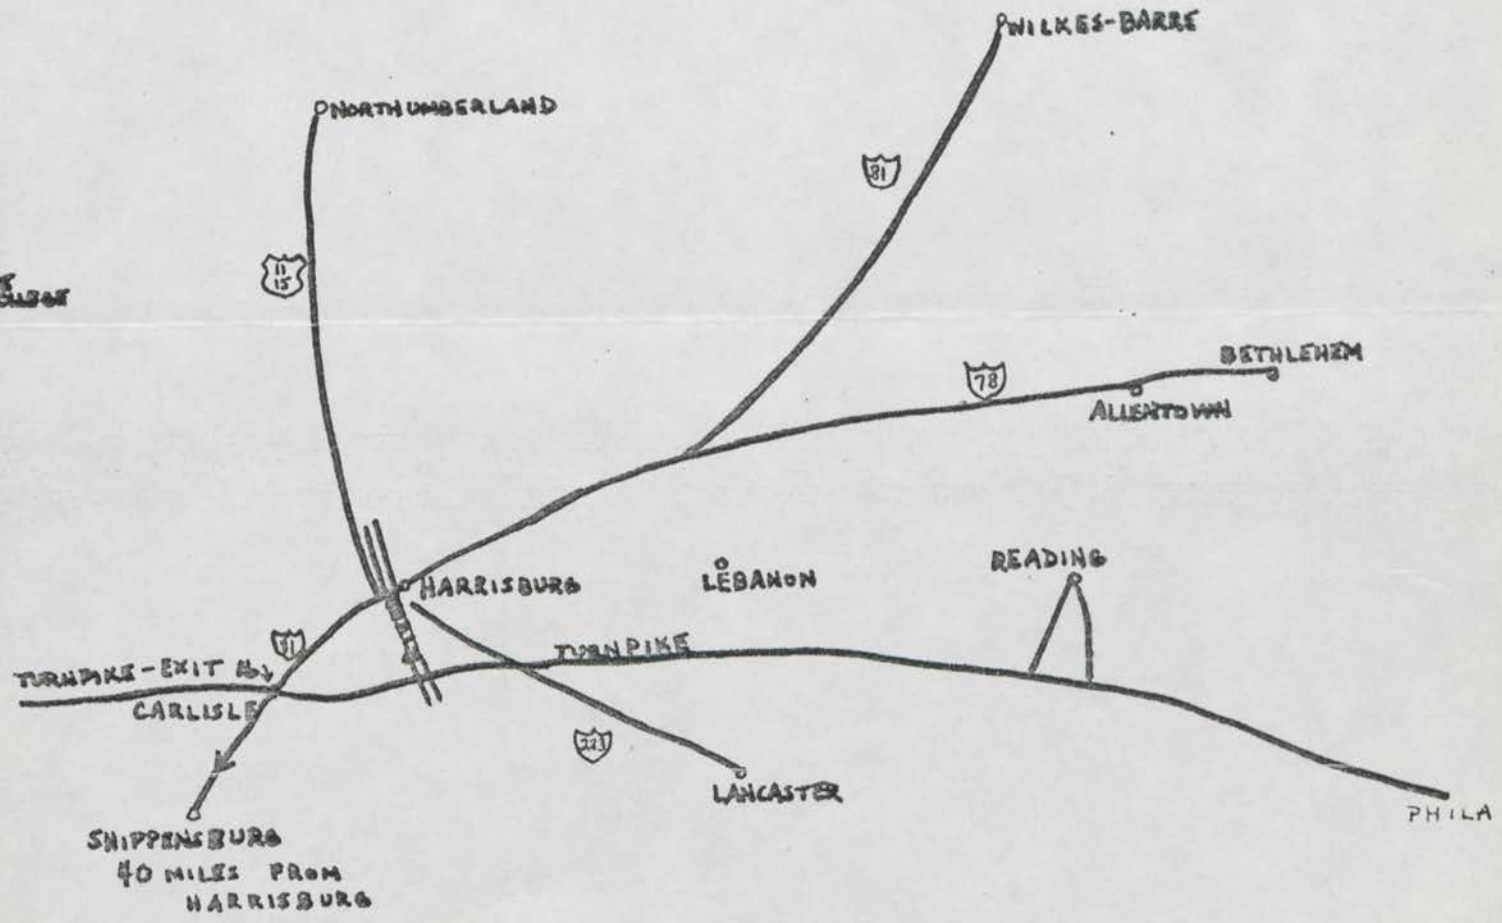 WILKES-BARRE
NORTHUMBERLAND
81
11
15
BETHLEHEM
78
ALLENTOWN
READING
HARRISBURG
LEBANON
81
TURNPIKE
TURNPIKE-EXIT
CARLISLE
LANCASTER
PHILA
SHIPPENSBURG
40 MILES FROM
HARRISBURG